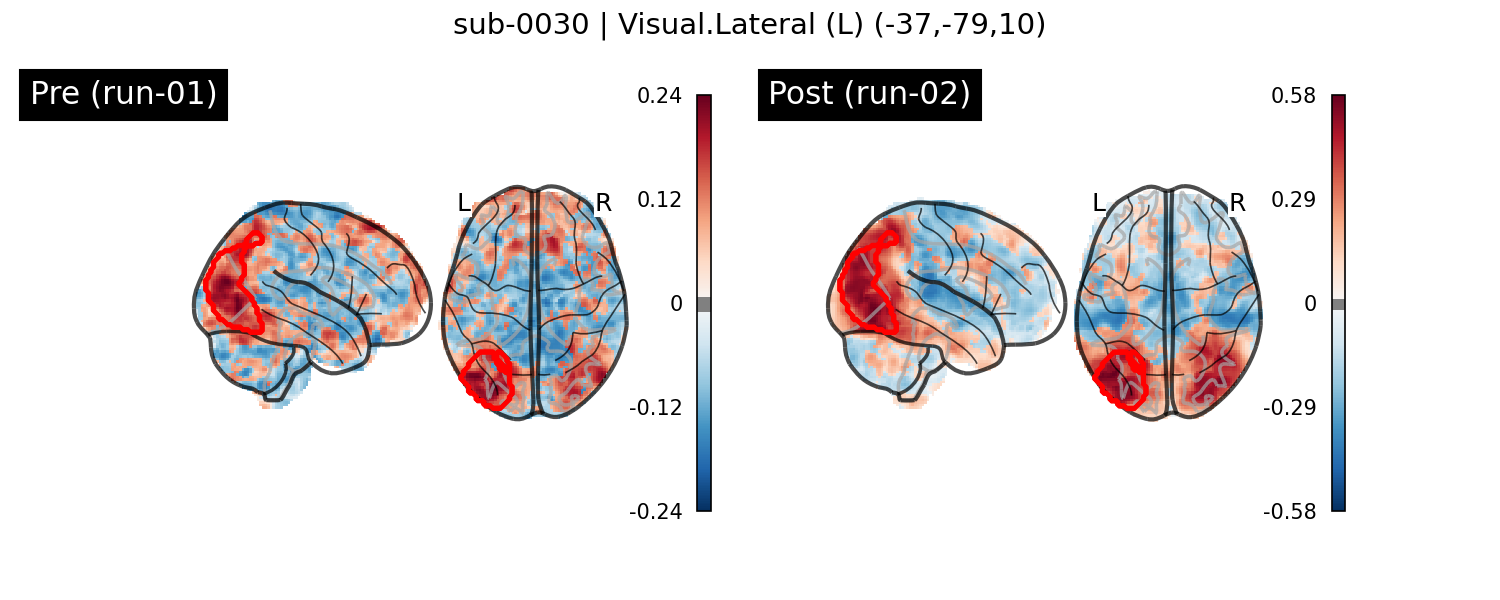 sub-0030 | Visual.Lateral (L) (-37,-79,10)
Pre (run-01)
L
R
0.24
0.12
0
-0.12
-0.24
Post (run-02)
L
R
0.58
0.29
0
-0.29
-0.58